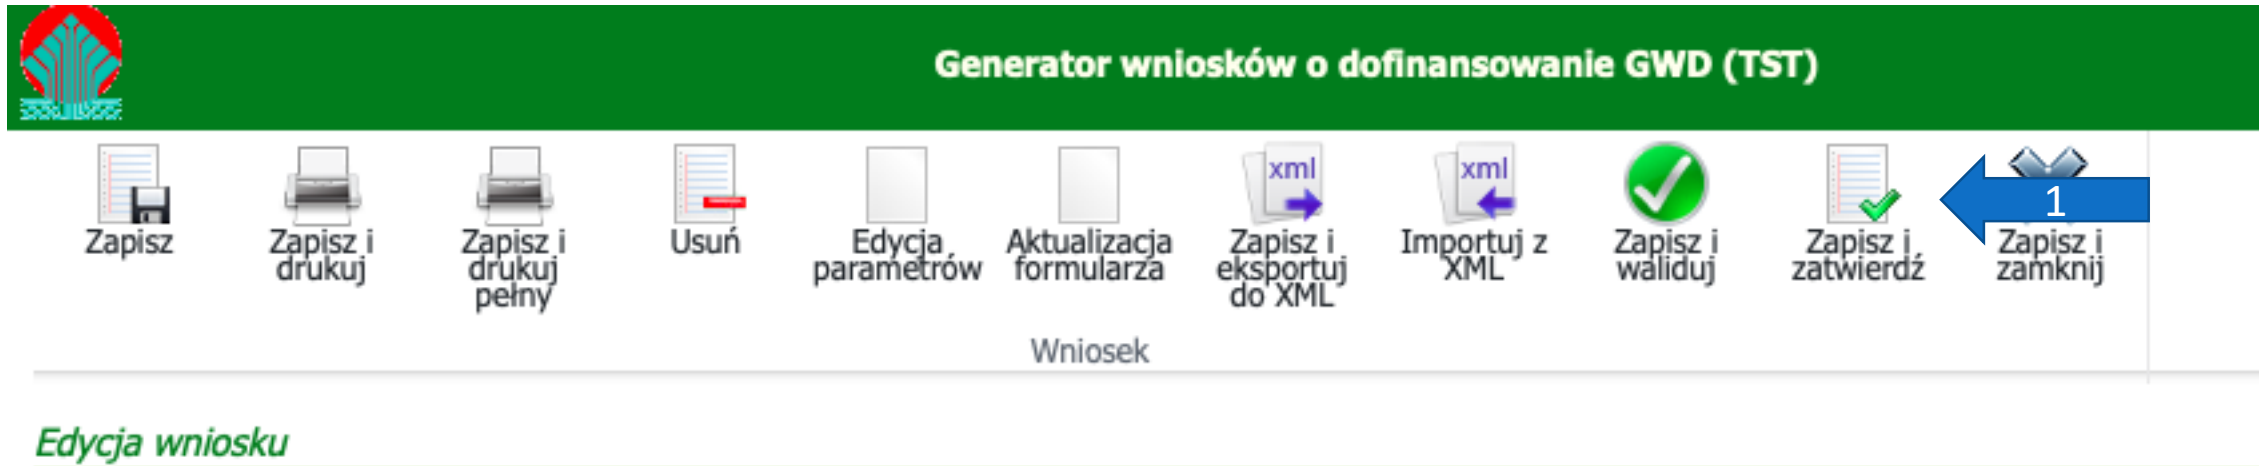 Generator wniosków o dofinansowanie GWD (TST)
xml
xml
1
Zapisz
Zapisz i
drukuj
Zapisz i
drukuj
pełny
Usuń
Edycja
parametrów
Aktualizacja
formularza
Zapisz i
eksportuj
do XML
Importuj z
XML
Zapisz i
waliduj
Zapisz i
zatwierdź
Zapisz i
zamknij
Wniosek
Edycja wniosku